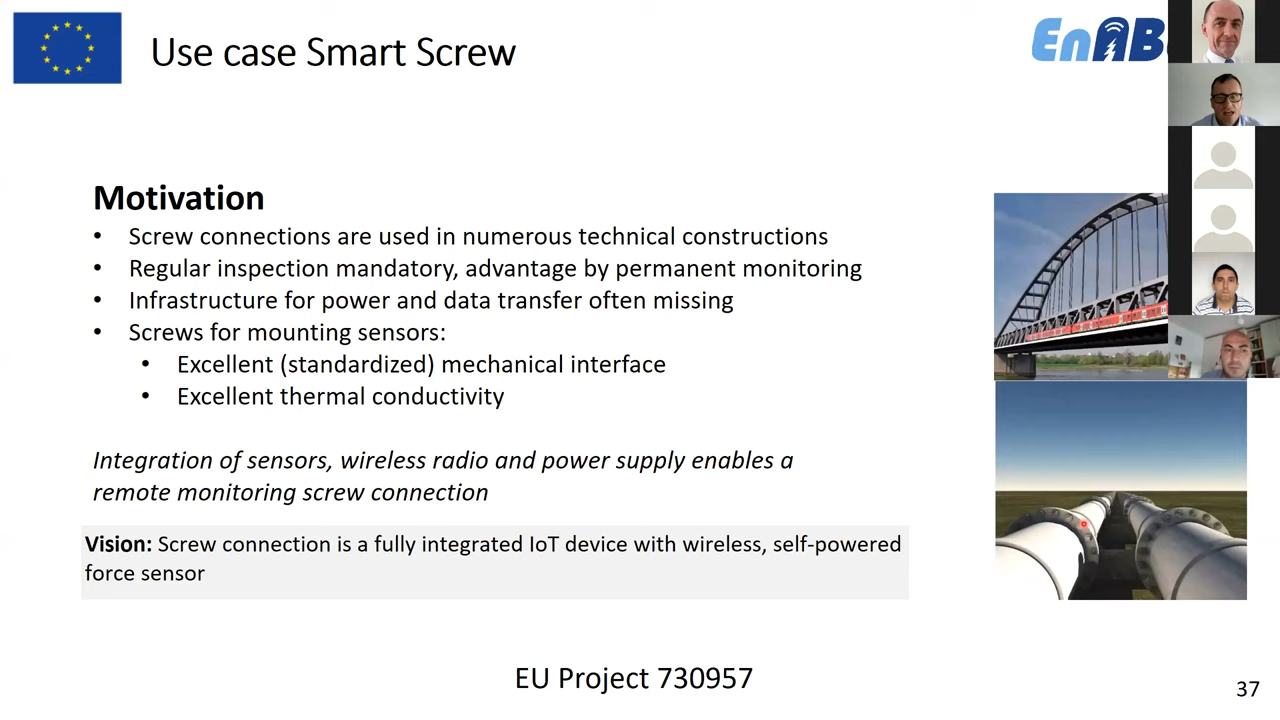 Use case Smart Screw
EnAB
Motivation
• Screw connections are used in numerous technical constructions
• Regular inspection mandatory, advantage by permanent monitoring
• Infrastructure for power and data transfer often missing
• Screws for mounting sensors:
• Excellent (standardized) mechanical interface
• Excellent thermal conductivity
Integration of sensors, wireless radio and power supply enables a
remote monitoring screw connection
Vision: Screw connection is a fully integrated IoT device with wireless, self-powered
force sensor
EU Project 730957
37